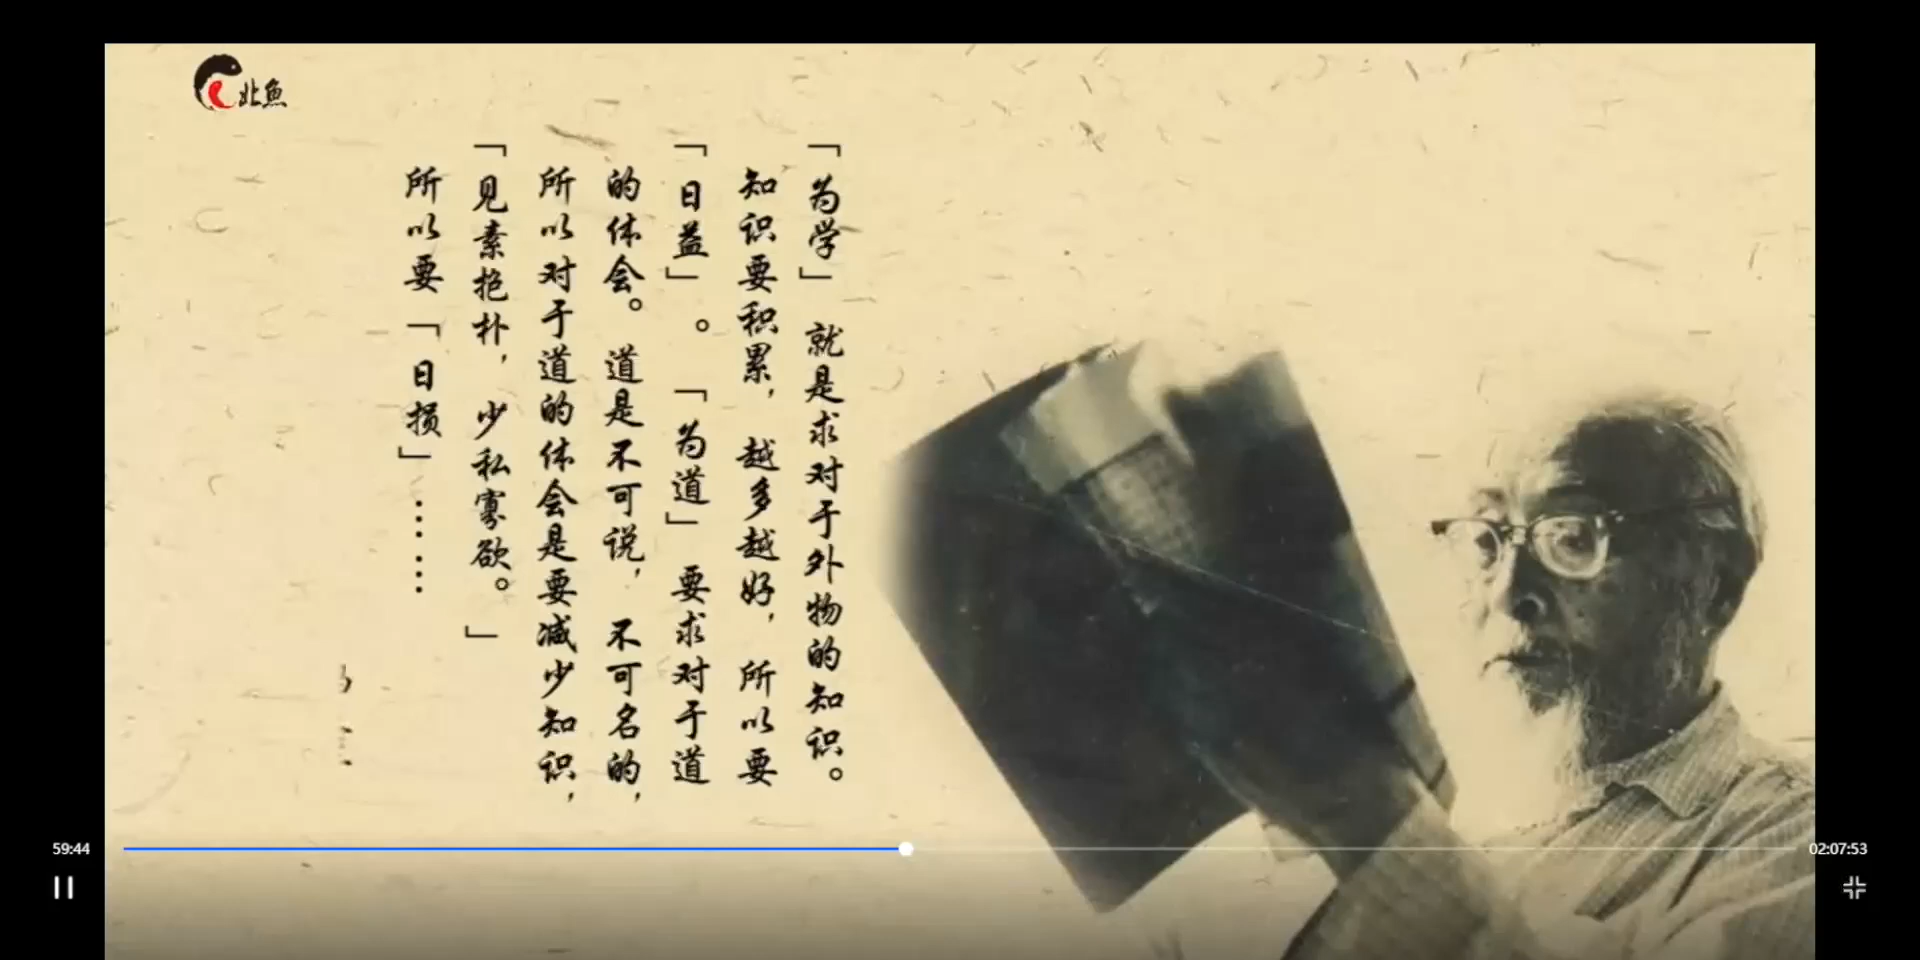 北魚
「为学」就是求对于外物的知识。
知识要积累，越多越好，所以要
「日益」。「为道」要求对于道
的体会。道是不可说，不可名的，
所以对于道的体会是要减少知识，
「见素抱朴，少私寡欲。」
所以要「日损」……
59:44
02:07:53